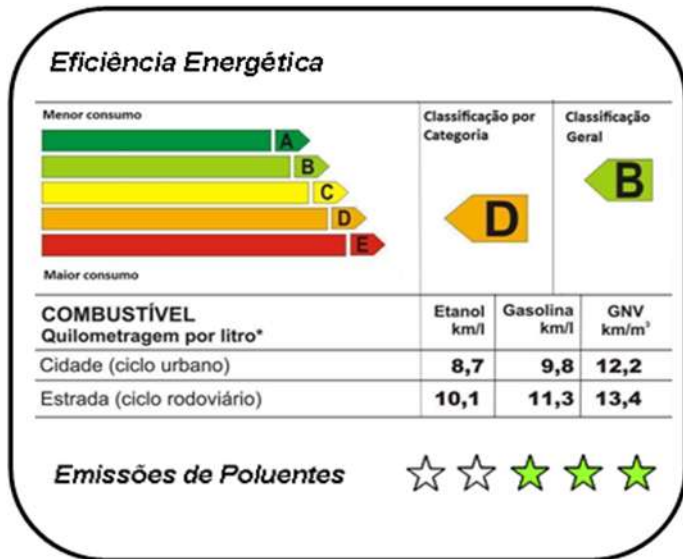 Eficiência Energética
Menor consumo
A
B
C
D
E
Maior consumo
Classificação por
Categoria
D
Classificação
Geral
B
COMBUSTÍVEL
Quilometragem por litro*
Etanol
km/l
Gasolina
km/l
GNV
km/m³
Cidade (ciclo urbano) 8,7 9,8 12,2
Estrada (ciclo rodoviário) 10,1 11,3 13,4
Emissões de Poluentes